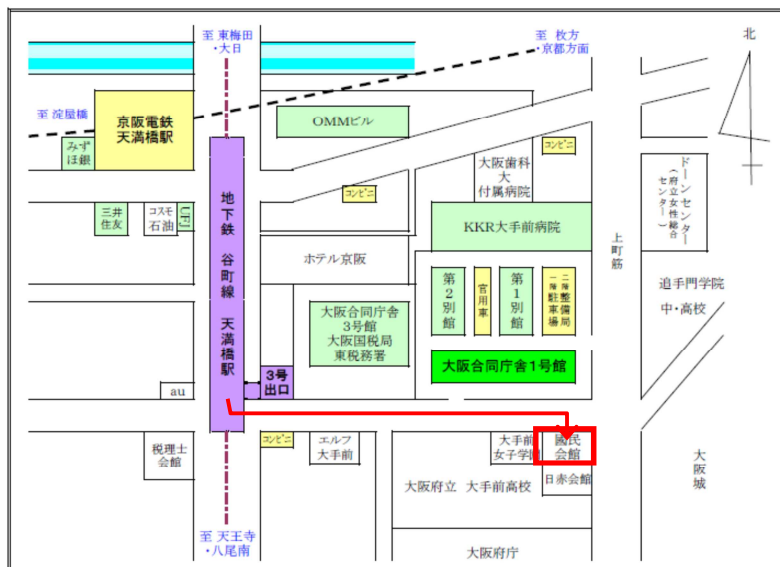 至 東梅田
・大日
至 枚方
・京都方面
北
至 淀屋橋
京阪電鉄
天満橋駅
OMMビル
みず
ほ銀
コンビニ
大阪歯科
大
付属病院
ドーンセンター
(府立女性総合
センター)
コンビニ
三井
住友
コスモ
石油
UFJ
地下鉄 谷町線 天満橋駅
KKR大手前病院
上町筋
ホテル京阪
追手門学院
中・高校
第2別館
官用車
第1別館
二階整備局
一階駐車場
大阪合同庁舎
3号館
大阪国税局
東税務署
大阪合同庁舎1号館
3号
出口
au
コンビニ
エルフ
大手前
大手前
女子学園
國民
会館
税理士
会館
日赤会館
大阪城
大阪府立 大手前高校
至 天王寺
・八尾南
大阪府庁